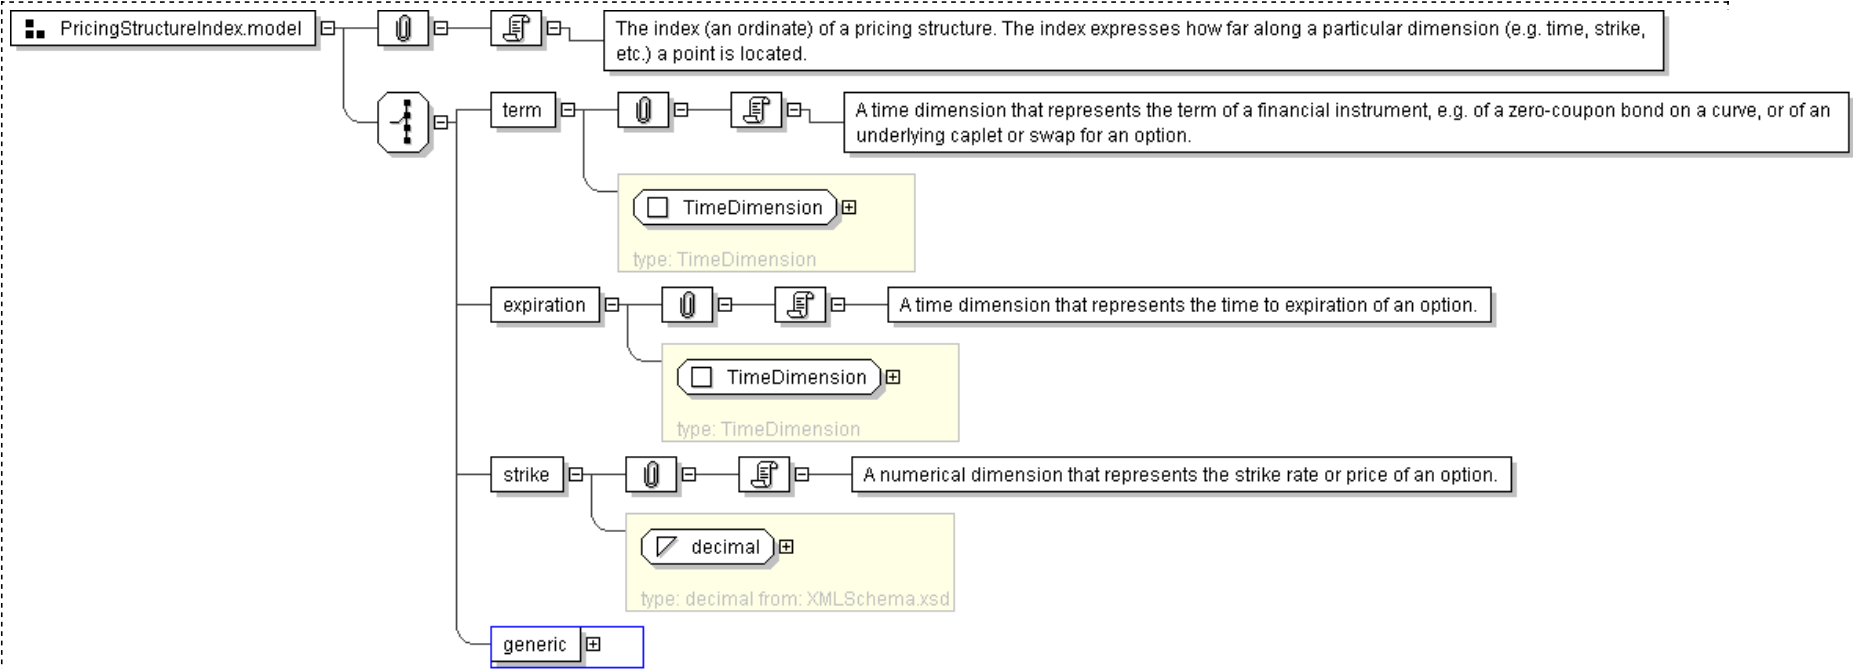 PricingStructureIndex.model
The index (an ordinate) of a pricing structure. The index expresses how far along a particular dimension (e.g. time, strike,
etc.) a point is located.
term
A time dimension that represents the term of a financial instrument, e.g. of a zero-coupon bond on a curve, or of an
underlying caplet or swap for an option.
TimeDimension
type: TimeDimension
expiration
A time dimension that represents the time to expiration of an option.
TimeDimension
type: TimeDimension
strike
A numerical dimension that represents the strike rate or price of an option.
decimal
type: decimal from: XMLSchema.xsd
generic